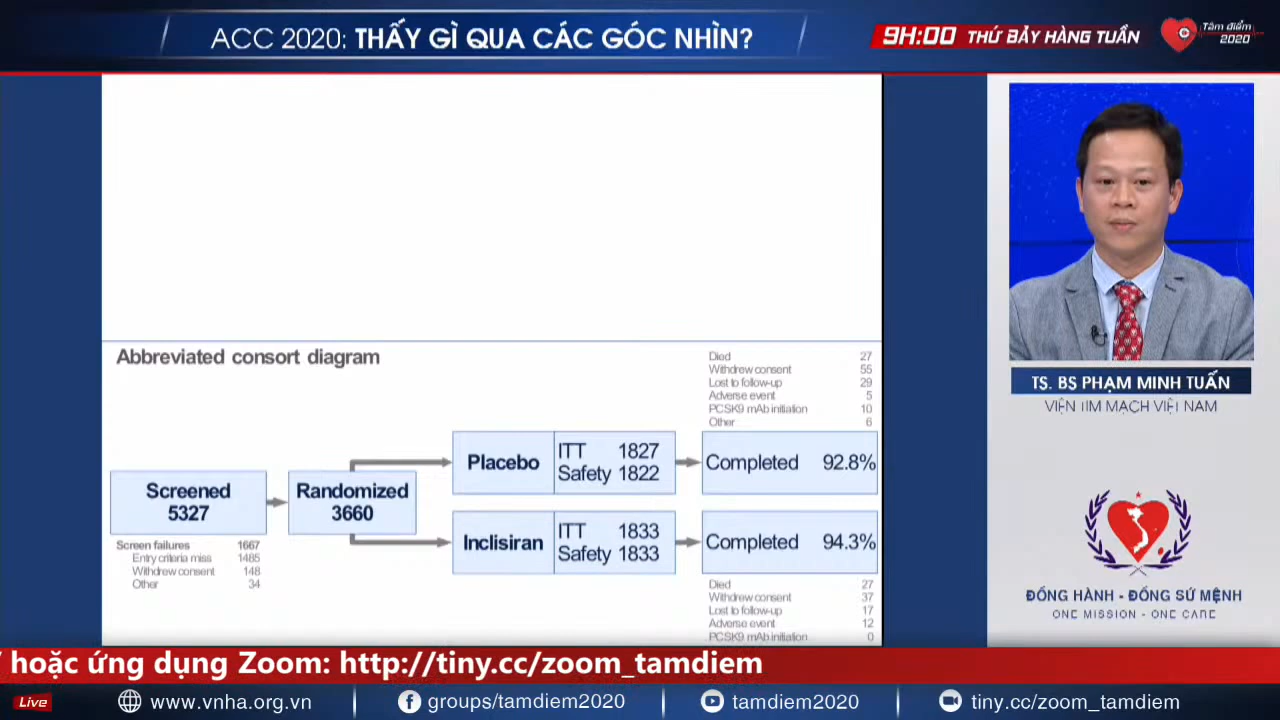 ACC 2020: THẤY GÌ QUA CÁC GÓC NHÌN?
9H:00 THỨ BẢY HÀNG TUẦN
Tâm điểm
2020
Abbreviated consort diagram
Died 27
Withdrew consent 55
Lost to follow-up 29
Adverse event 5
PCSK9 mAb initiation 10
Other 6
Placebo
ITT 1827
Safety 1822
Completed 92.8%
Screened
5327
Randomized
3660
Inclisiran
ITT 1833
Safety 1833
Completed 94.3%
Screen failures 1667
Entry criteria miss 1485
Withdrew consent 148
Other 34
Died 27
Withdrew consent 37
Lost to follow-up 17
Adverse event 12
PCSK9 mAb initiation 0
TS. BS PHẠM MINH TUẤN
VIỆN TIM MẠCH VIỆT NAM
ĐỒNG HÀNH - ĐỒNG SỨ MỆNH
ONE MISSION - ONE CARE
hoặc ứng dụng Zoom: http://tiny.cc/zoom_tamdiem
Live
www.vnha.org.vn
groups/tamdiem2020
tamdiem2020
tiny.cc/zoom_tamdiem